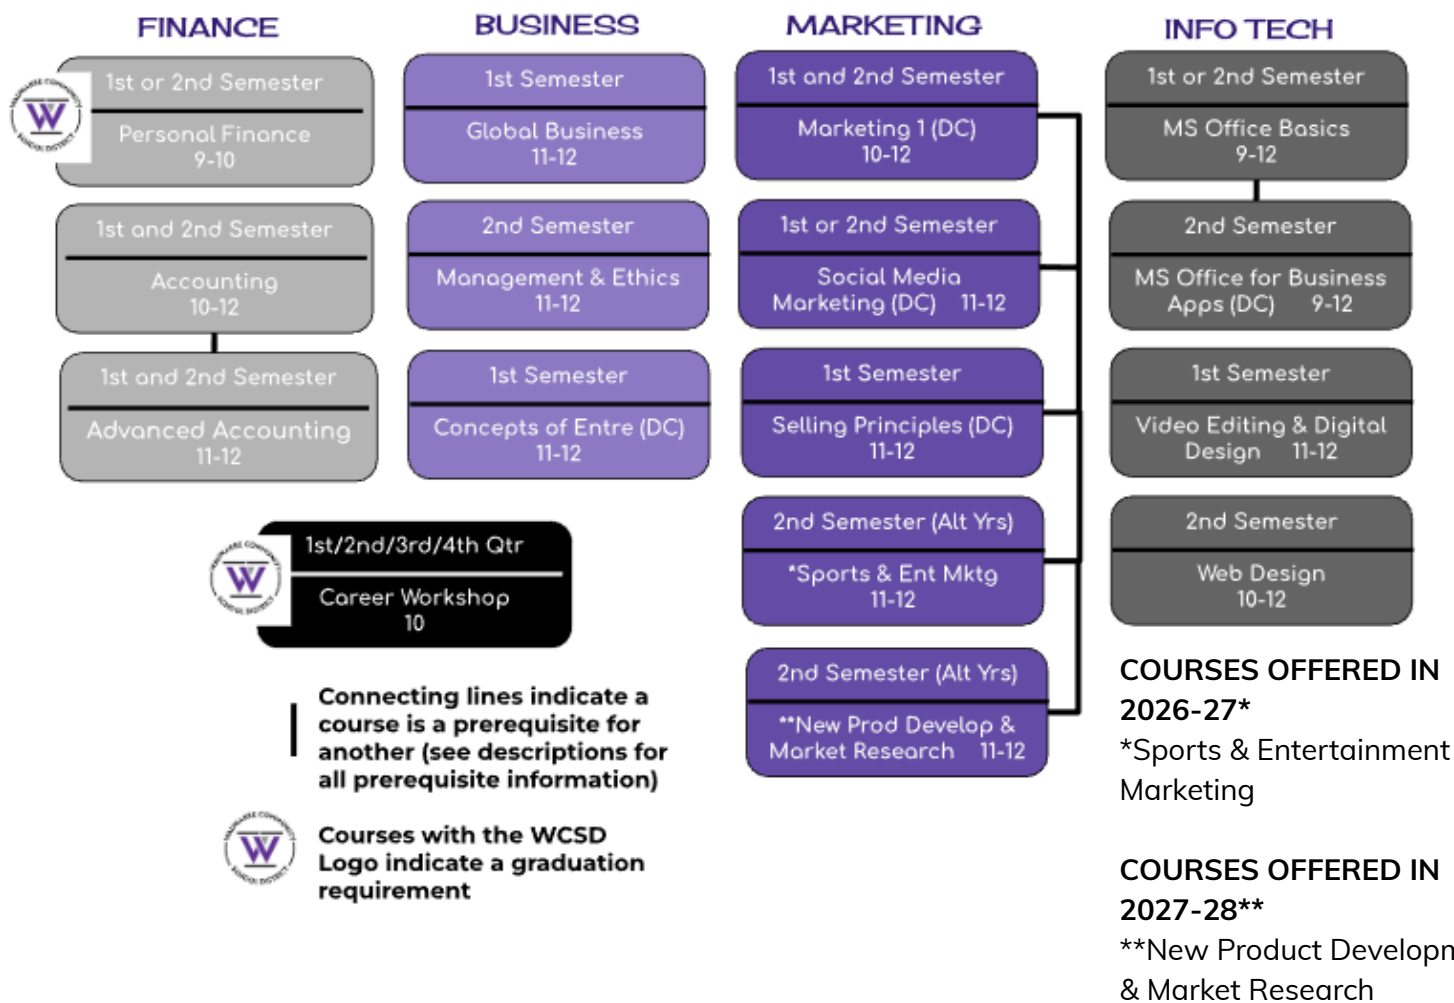 FINANCE
1st or 2nd Semester
Personal Finance
9-10
1st and 2nd Semester
Accounting
10-12
1st and 2nd Semester
Advanced Accounting
11-12
BUSINESS
1st Semester
Global Business
11-12
2nd Semester
Management & Ethics
11-12
1st Semester
Concepts of Entre (DC)
11-12
MARKETING
1st and 2nd Semester
Marketing 1 (DC)
10-12
1st or 2nd Semester
Social Media
Marketing (DC) 11-12
1st Semester
Selling Principles (DC)
11-12
2nd Semester (Alt Yrs)
*Sports & Ent Mktg
11-12
2nd Semester (Alt Yrs)
**New Prod Develop &
Market Research 11-12
INFO TECH
1st or 2nd Semester
MS Office Basics
9-12
2nd Semester
MS Office for Business
Apps (DC) 9-12
1st Semester
Video Editing & Digital
Design 11-12
2nd Semester
Web Design
10-12
1st/2nd/3rd/4th Qtr
Career Workshop
10
Connecting lines indicate a
course is a prerequisite for
another (see descriptions for
all prerequisite information)
W
Courses with the WCSD
Logo indicate a graduation
requirement
COURSES OFFERED IN
2026-27*
*Sports & Entertainment
Marketing
COURSES OFFERED IN
2027-28**
**New Product Developm
& Market Research